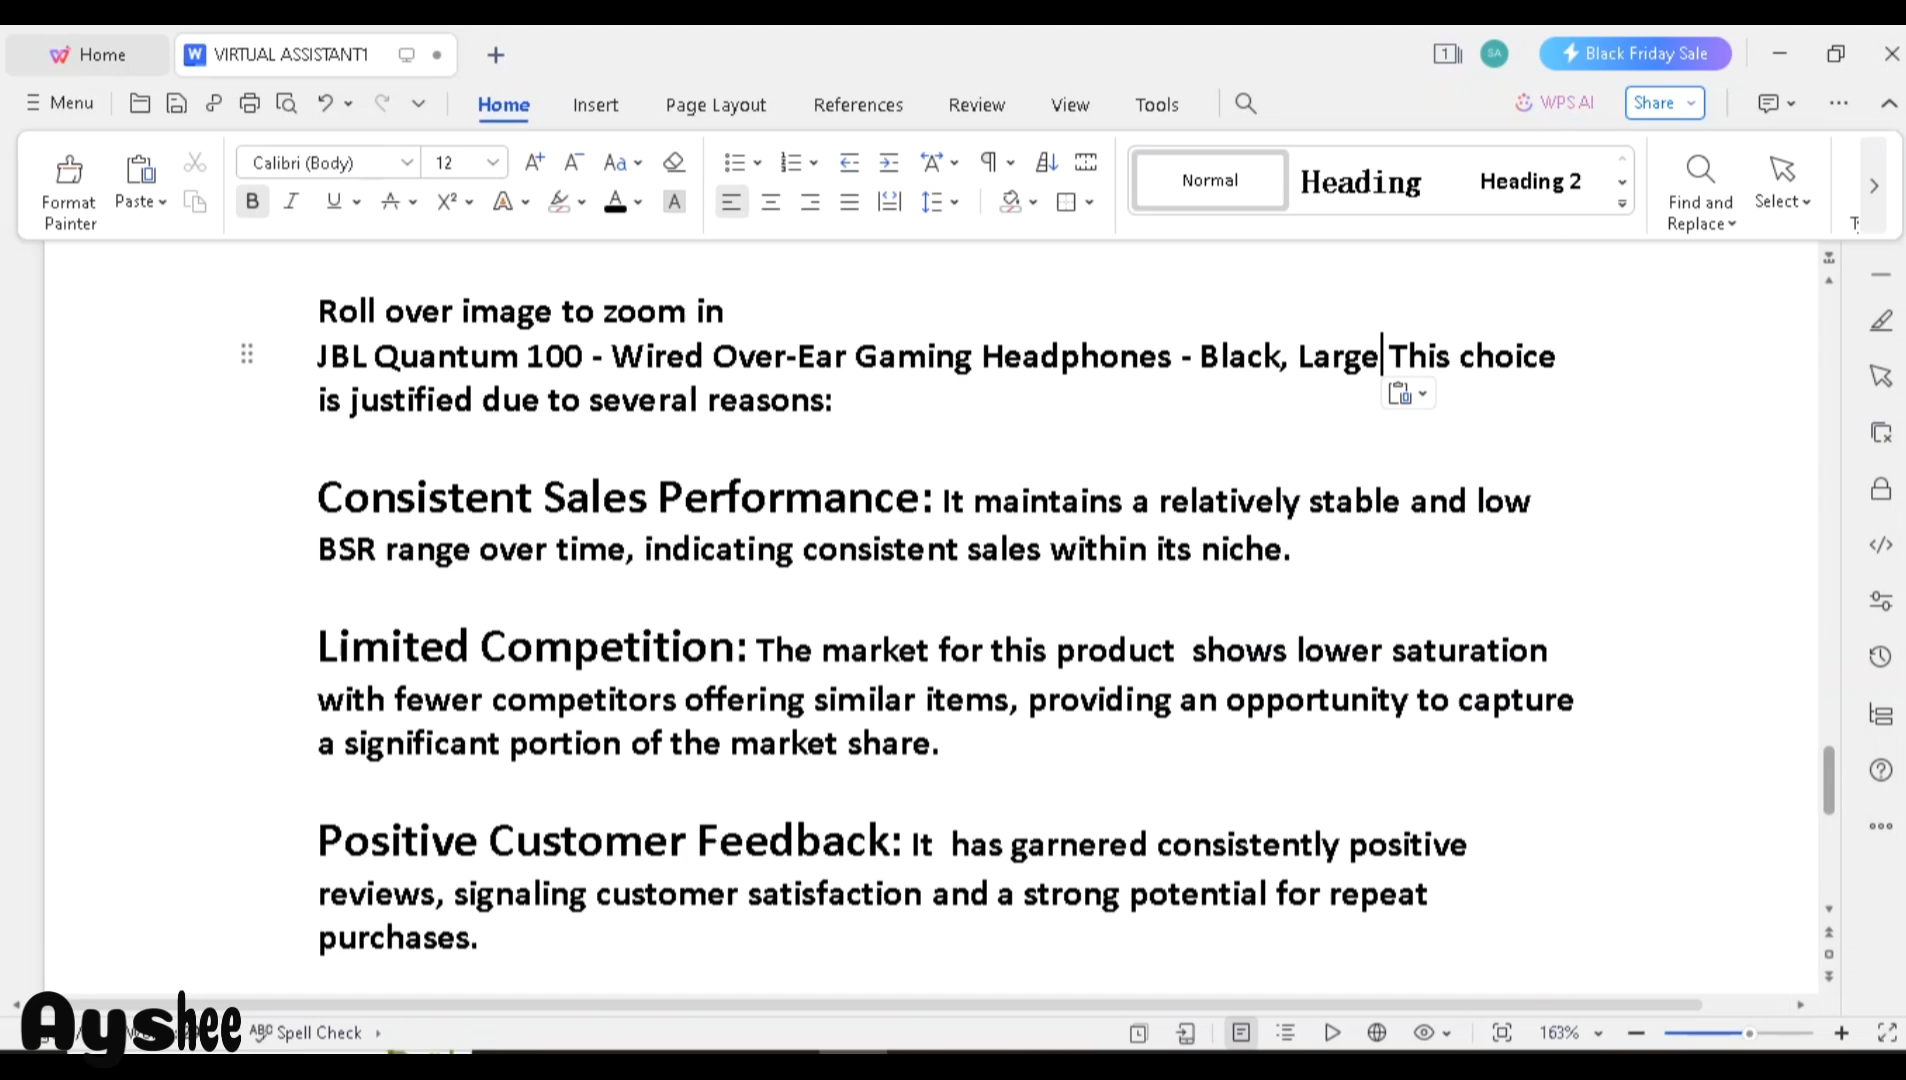 Home
VIRTUAL ASSISTANT1
1
SA
Black Friday Sale
Menu
Home
Insert
Page Layout
References
Review
View
Tools
WPS AI
Share
Format
Painter
Paste
Calibri (Body)
12
Normal
Heading
Heading 2
Find and
Replace
Select
Roll over image to zoom in
JBL Quantum 100 - Wired Over-Ear Gaming Headphones - Black, Large This choice
is justified due to several reasons:
Consistent Sales Performance: It maintains a relatively stable and low
BSR range over time, indicating consistent sales within its niche.
Limited Competition: The market for this product  shows lower saturation
with fewer competitors offering similar items, providing an opportunity to capture
a significant portion of the market share.
Positive Customer Feedback: It  has garnered consistently positive
reviews, signaling customer satisfaction and a strong potential for repeat
purchases.
Ayshee
Spell Check
163%